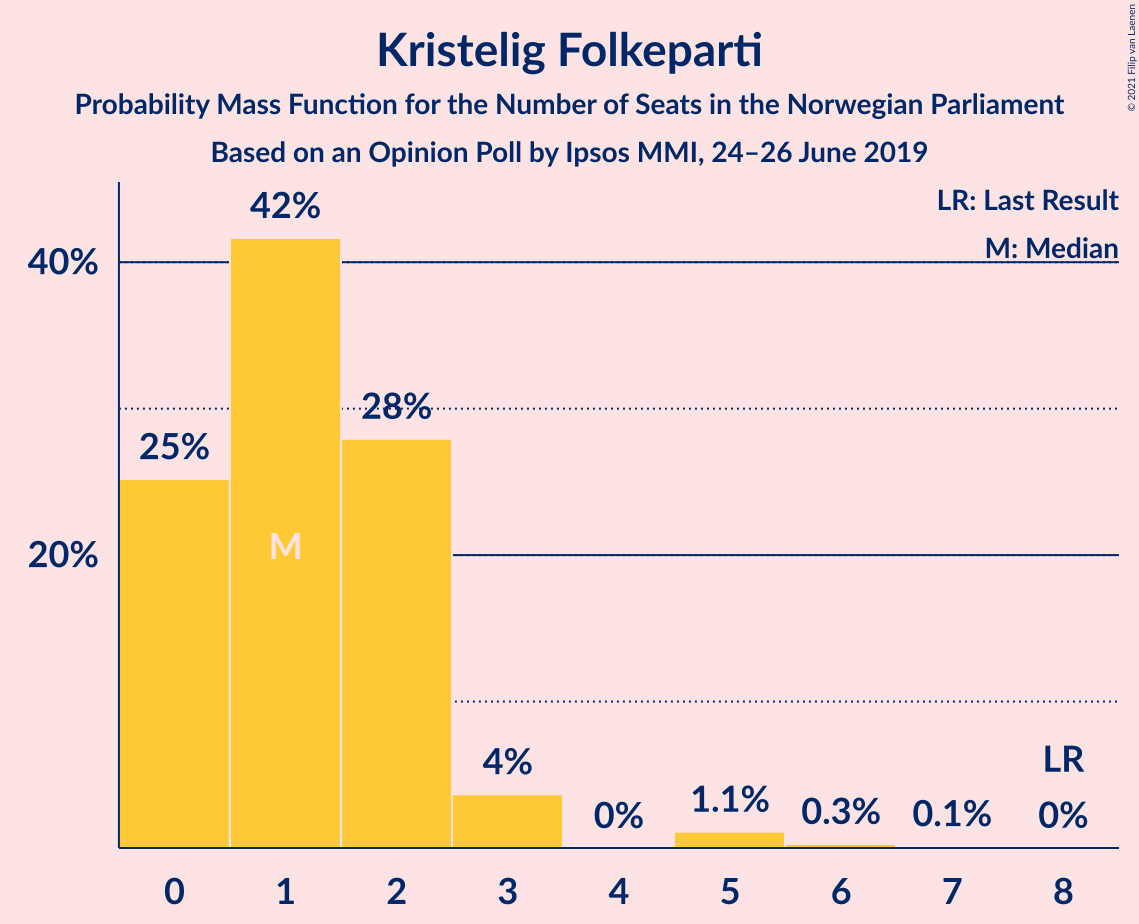 Kristelig Folkeparti
Probability Mass Function for the Number of Seats in the Norwegian Parliament
Based on an Opinion Poll by Ipsos MMI, 24–26 June 2019
© 2021 Filip van Laenen
LR: Last Result
M: Median
40%
20%
25%
42%
M
28%
4%
0%
1.1%
0.3%
0.1%
LR
0%
0 1 2 3 4 5 6 7 8